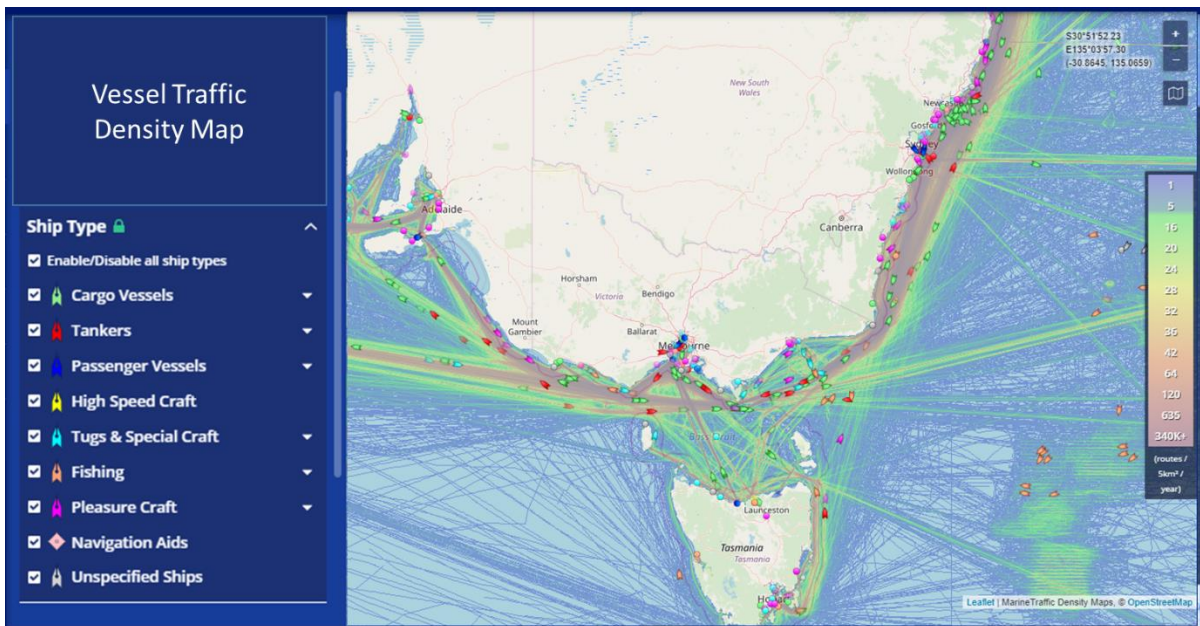 Vessel Traffic
Density Map
Ship Type
Enable/Disable all ship types
Cargo Vessels
Tankers
Passenger Vessels
High Speed Craft
Tugs & Special Craft
Fishing
Pleasure Craft
Navigation Aids
Unspecified Ships
S30°51'52.23
E135°03'57.30
(-30.8645, 135.0659)
+
−
New South
Wales
Sydney
Canberra
Adelaide
Horsham
Victoria
Bendigo
Mount
Gambier
Ballarat
Melbourne
Bass Strait
Launceston
Tasmania
Tasmania
1
5
16
20
24
28
32
36
42
64
120
635
340K+
(routes /
5km² /
year)
Leaflet | MarineTraffic Density Maps, © OpenStreetMap